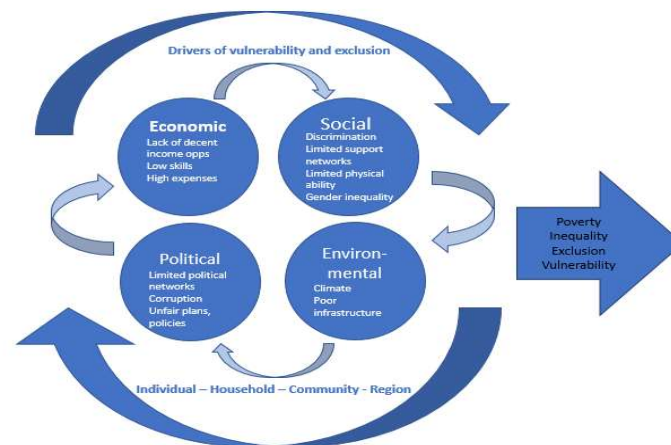 Drivers of vulnerability and exclusion
Economic
Lack of decent
income opps
Low skills
High expenses
Social
Discrimination
Limited support
networks
Limited physical
ability
Gender inequality
Political
Limited political
networks
Corruption
Unfair plans,
policies
Environ-
mental
Climate
Poor
infrastructure
Poverty
Inequality
Exclusion
Vulnerability
Individual – Household – Community - Region